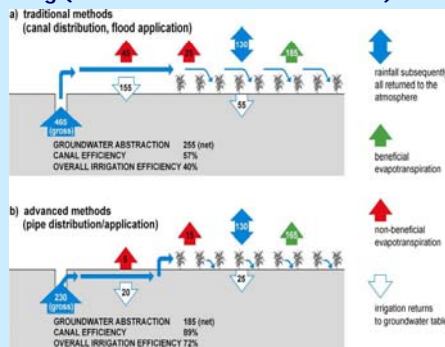 a) traditional methods
(canal distribution, flood application)
130
185
155
55
465
(gross)
GROUNDWATER ABSTRACTION 255 (net)
CANAL EFFICIENCY 57%
OVERALL IRRIGATION EFFICIENCY 40%
rainfall subsequently
all returned to the
atmosphere
beneficial
evapotranspiration
b) advanced methods
(pipe distribution/application)
130
165
20
25
230
(gross)
GROUNDWATER ABSTRACTION 185 (net)
CANAL EFFICIENCY 89%
OVERALL IRRIGATION EFFICIENCY 72%
non-beneficial
evapotranspiration
irrigation returns
to groundwater table